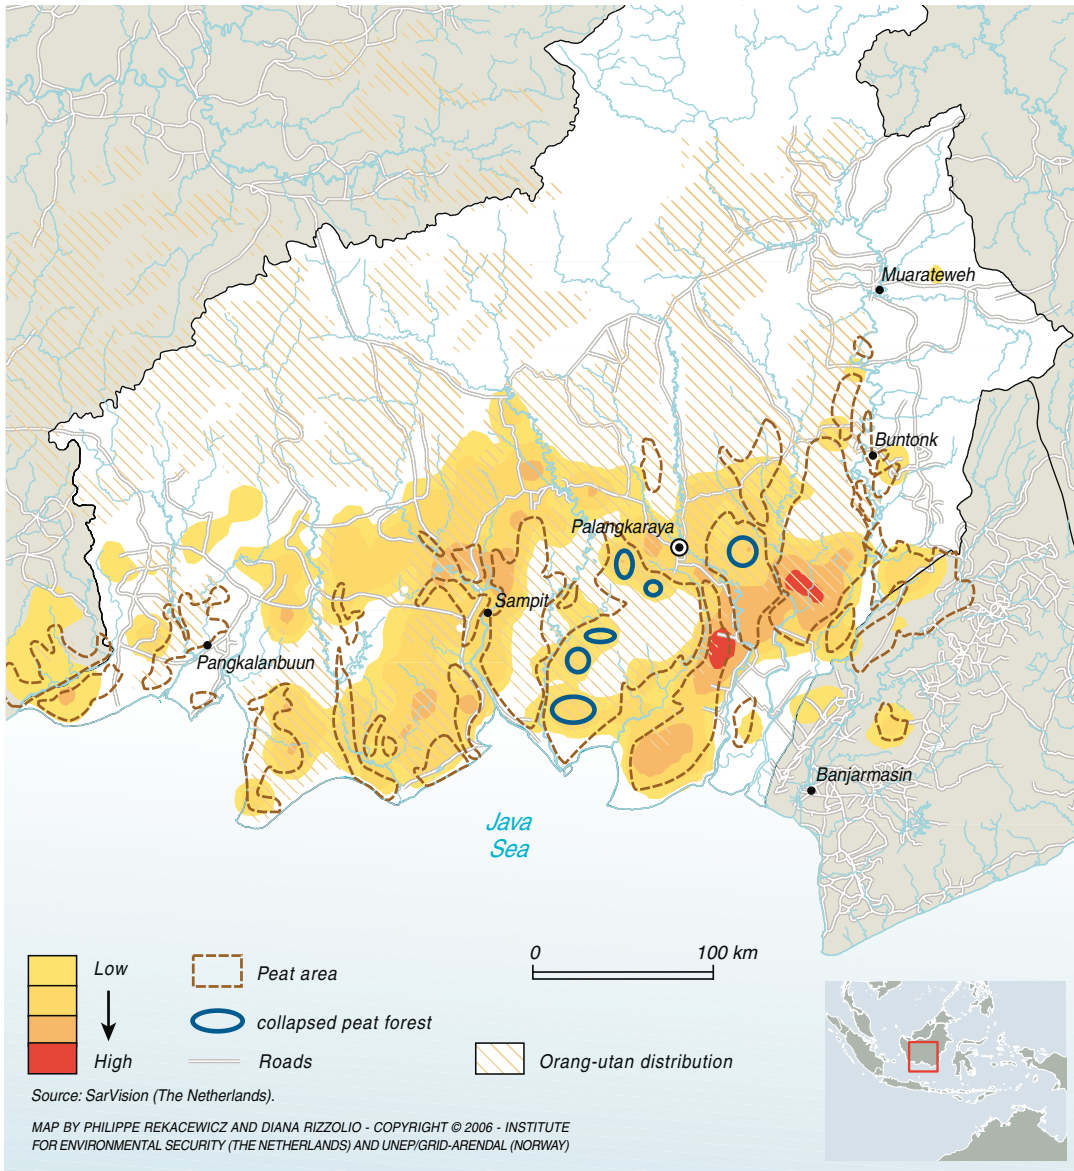 Muarateweh
Buntonk
Palangkaraya
Sampit
Pangkalanbuun
Banjarmasin
Java
Sea
0 100 km
Low
High
Peat area
collapsed peat forest
Roads
Orang-utan distribution
Source: SarVision (The Netherlands).
MAP BY PHILIPPE REKACEWICZ AND DIANA RIZZOLIO - COPYRIGHT © 2006 - INSTITUTE
FOR ENVIRONMENTAL SECURITY (THE NETHERLANDS) AND UNEP/GRID-ARENDAL (NORWAY)